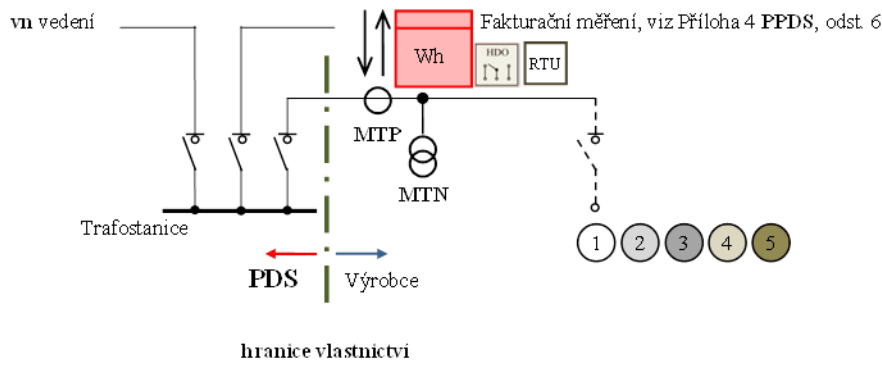 vn vedení
Fakturační měření, viz Příloha 4 PPDS, odst. 6
Wh
HDO
RTU
MTP
MTN
Trafostanice
1 2 3 4 5
PDS
Výrobce
hranice vlastnictví